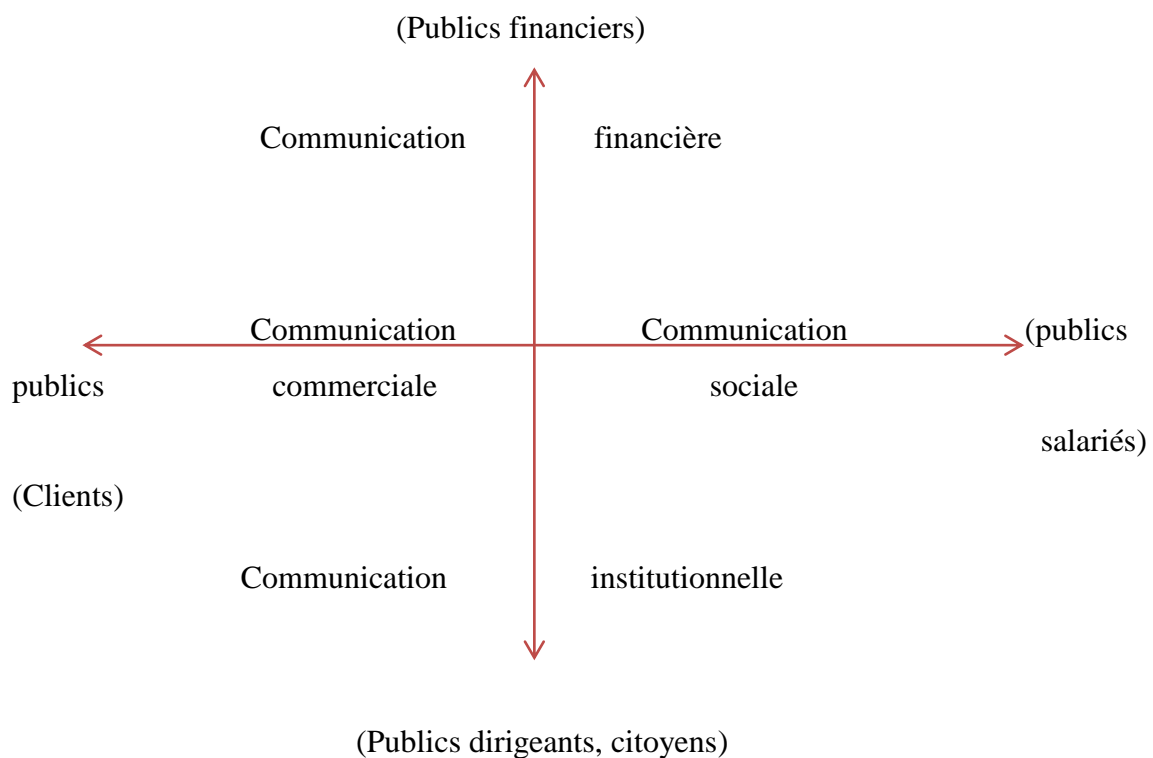 (Publics financiers)
Communication financière
Communication Communication (publics
publics commerciale sociale
salariés)
(Clients)
Communication institutionnelle
(Publics dirigeants, citoyens)